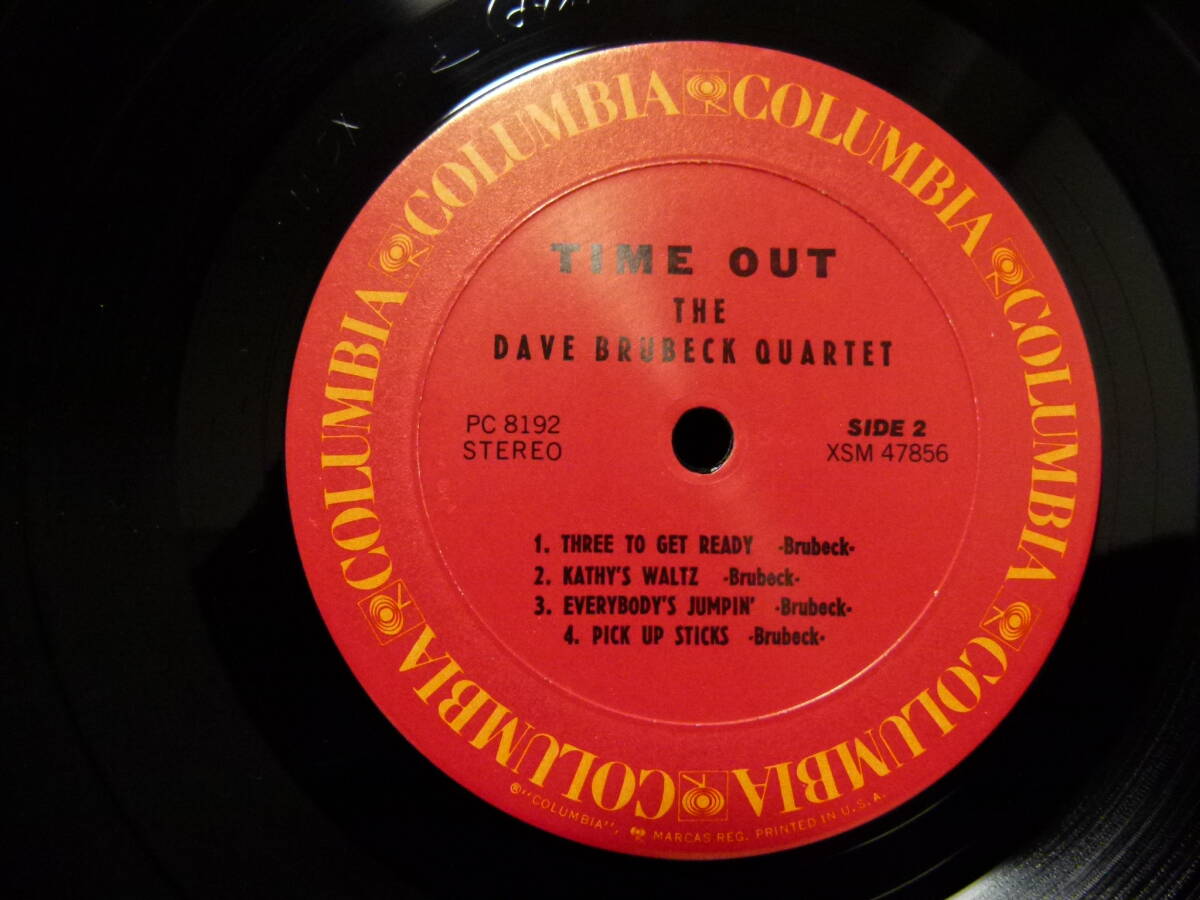 COLUMBIA COLUMBIA COLUMBIA COLUMBIA COLUMBIA COLUMBIA
TIME OUT
THE
DAVE BRUBECK QUARTET
PC 8192
STEREO
SIDE 2
XSM 47856
1. THREE TO GET READY -Brubeck-
2. KATHY'S WALTZ -Brubeck-
3. EVERYBODY'S JUMPIN' -Brubeck-
4. PICK UP STICKS -Brubeck-
®"COLUMBIA", MARCAS REG. PRINTED IN U.S.A.